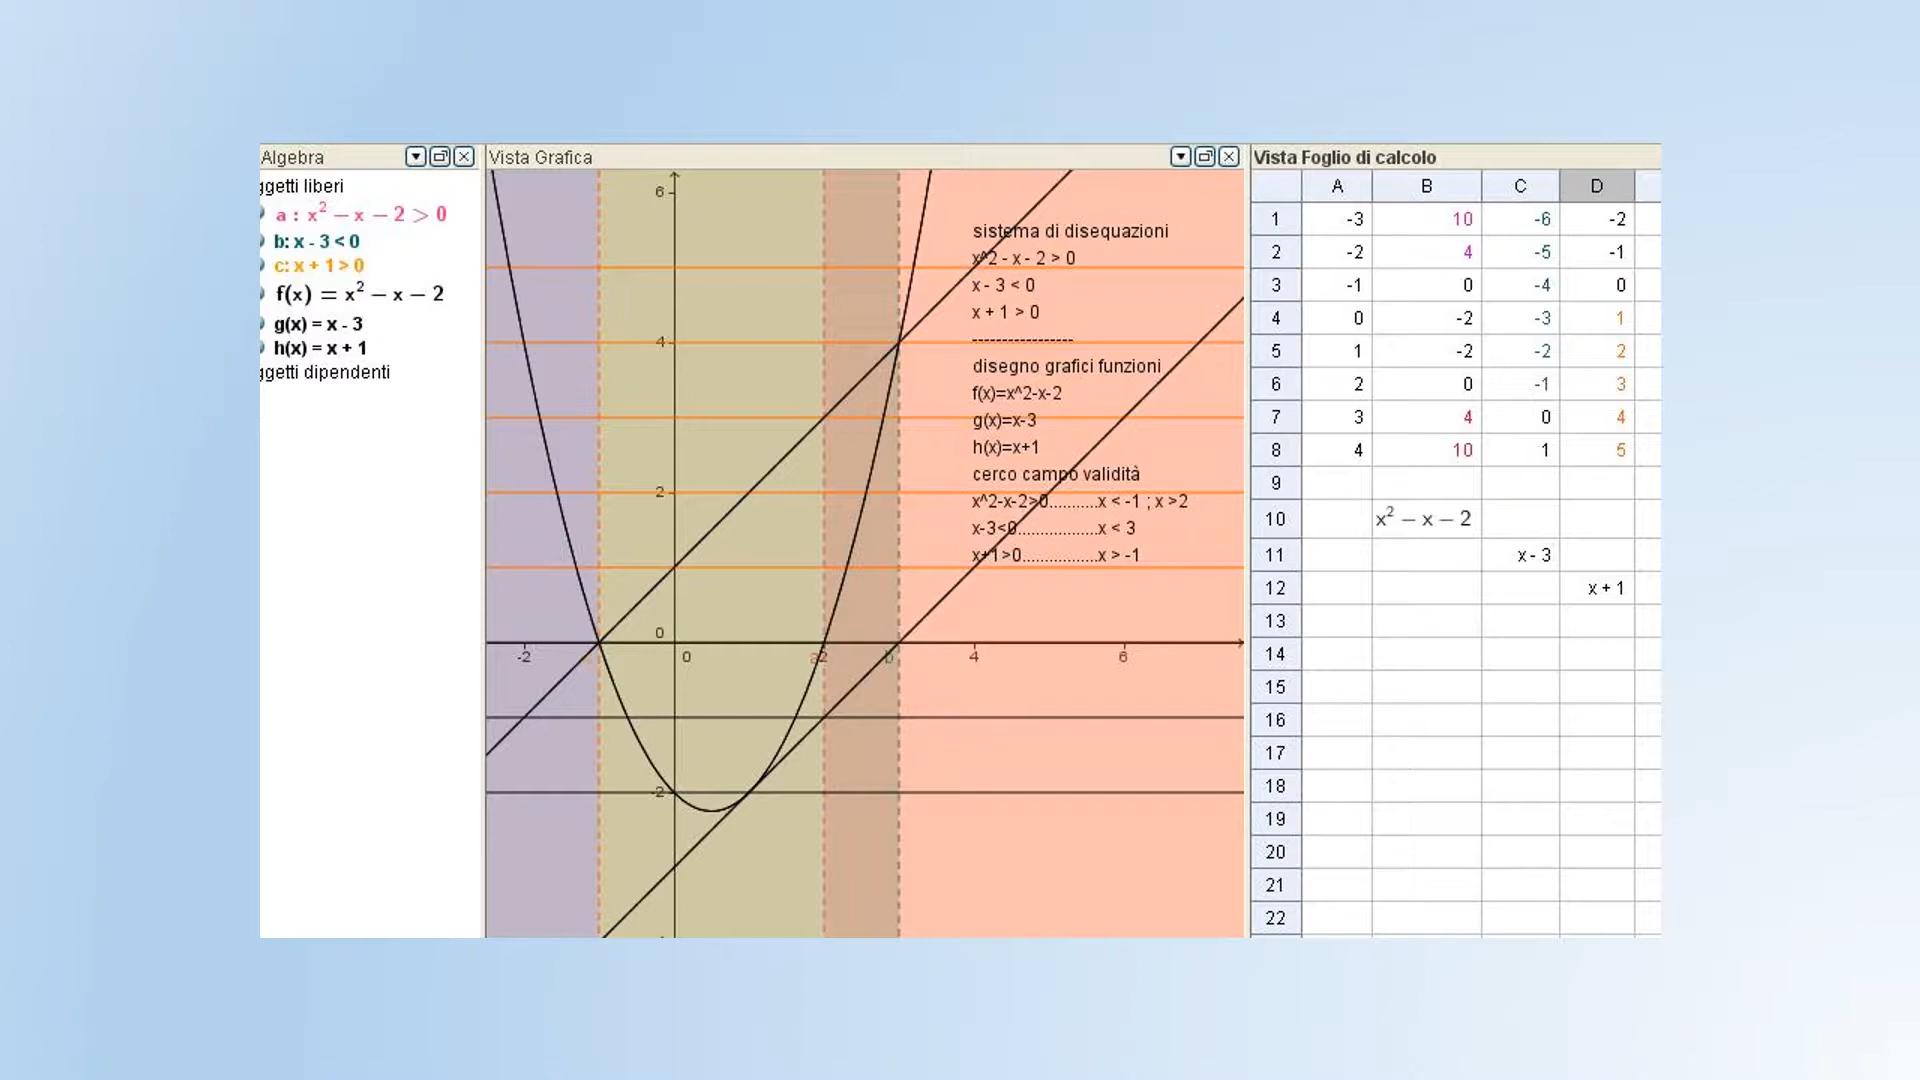 Algebra
ggetti liberi
a : x² – x – 2 > 0
b: x - 3 < 0
c: x + 1 > 0
f(x) = x² – x – 2
g(x) = x - 3
h(x) = x + 1
ggetti dipendenti
Vista Grafica
sistema di disequazioni
x^2 - x - 2 > 0
x - 3 < 0
x + 1 > 0
------------------
disegno grafici funzioni
f(x)=x^2-x-2
g(x)=x-3
h(x)=x+1
cerco campo validità
x^2-x-2>0..........x < -1 ; x >2
x-3<0.................x < 3
x+1>0................x > -1
6
4
2
0
-2
-2 0 2 b 4 6
Vista Foglio di calcolo
A B C D
1 -3 10 -6 -2
2 -2 4 -5 -1
3 -1 0 -4 0
4 0 -2 -3 1
5 1 -2 -2 2
6 2 0 -1 3
7 3 4 0 4
8 4 10 1 5
9
10 x² – x – 2
11 x - 3
12 x + 1
13
14
15
16
17
18
19
20
21
22